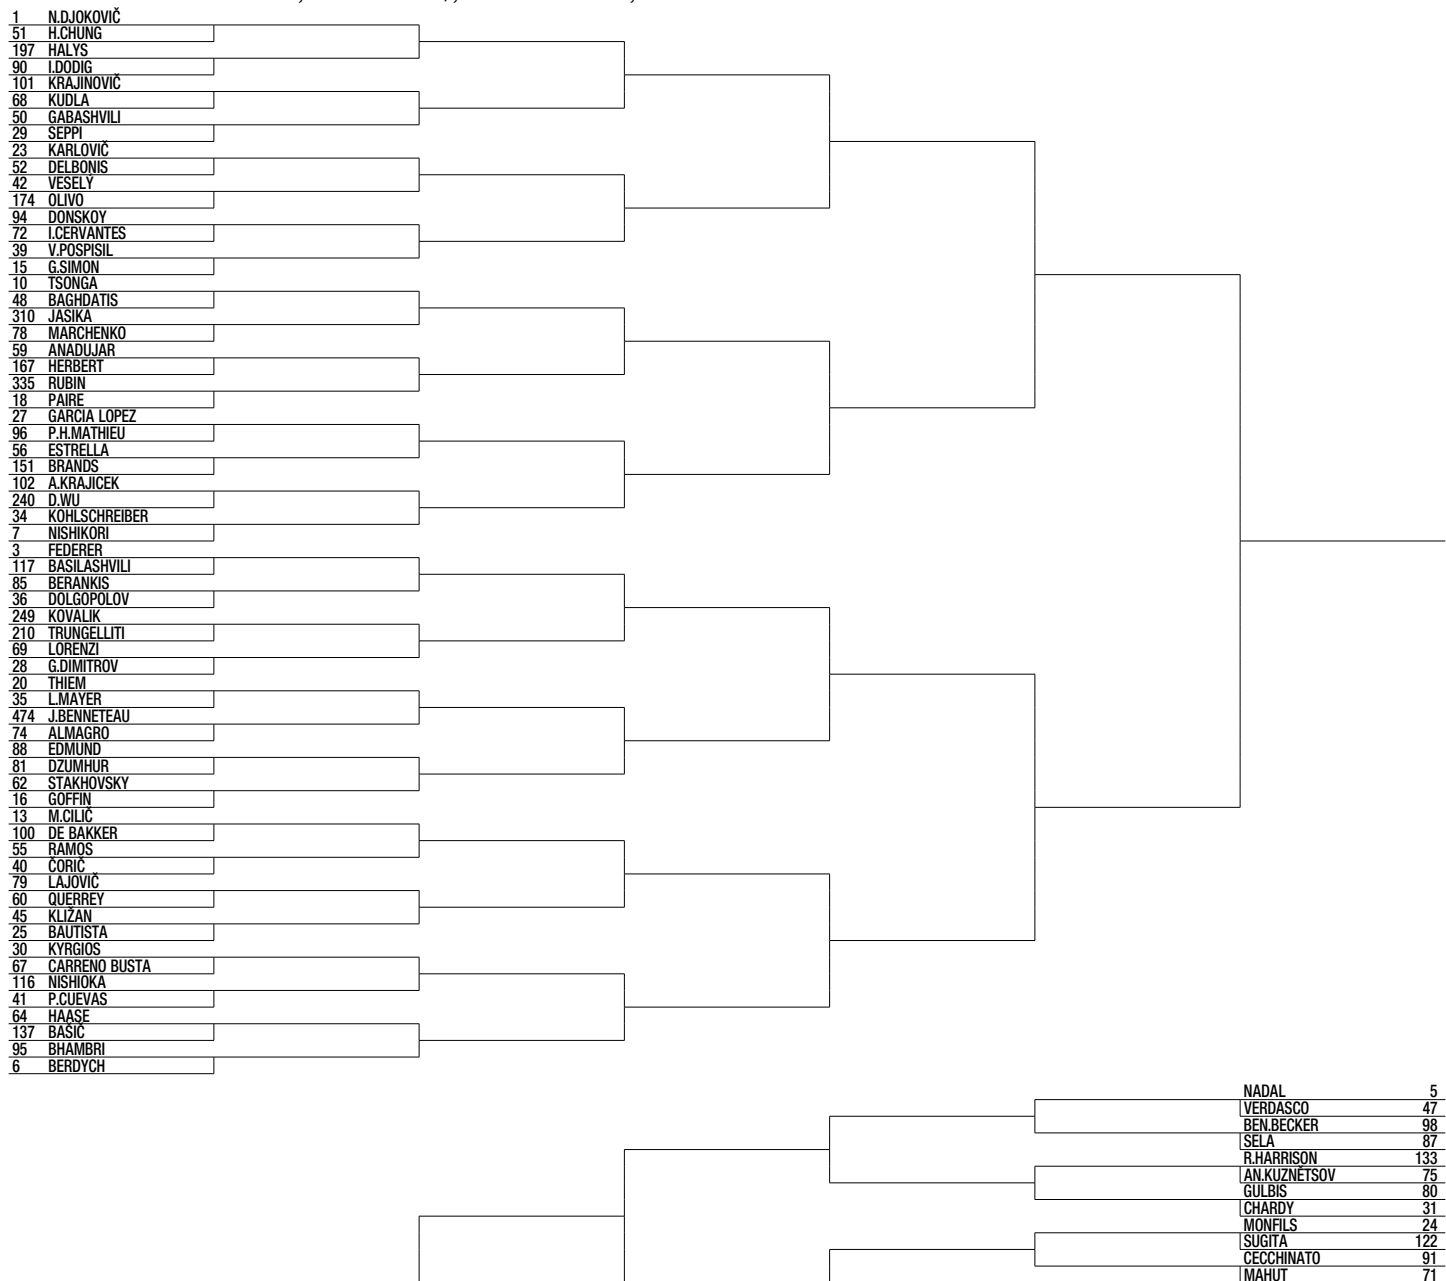 1 N.DJOKOVIČ
51 H.CHUNG
197 HALYS
90 I.DODIG
101 KRAJINOVIČ
68 KUDLA
50 GABASHVILI
29 SEPPI
23 KARLOVIČ
52 DELBONIS
42 VESELÝ
174 OLIVO
94 DONSKOY
72 I.CERVANTES
39 V.POSPISIL
15 G.SIMON
10 TSONGA
48 BAGHDATIS
310 JASIKA
78 MARCHENKO
59 ANADUJAR
167 HERBERT
335 RUBIN
18 PAIRE
27 GARCIA LOPEZ
96 P.H.MATHIEU
56 ESTRELLA
151 BRANDS
102 A.KRAJICEK
240 D.WU
34 KOHLSCHREIBER
7 NISHIKORI
3 FEDERER
117 BASILASHVILI
85 BERANKIS
36 DOLGOPOLOV
249 KOVALIK
210 TRUNGELLITI
69 LORENZI
28 G.DIMITROV
20 THIEM
35 L.MAYER
474 J.BENNETEAU
74 ALMAGRO
88 EDMUND
81 DZUMHUR
62 STAKHOVSKY
16 GOFFIN
13 M.CILIČ
100 DE BAKKER
55 RAMOS
40 ČORIČ
79 LAJOVIČ
60 QUERREY
45 KLIŽAN
25 BAUTISTA
30 KYRGIOS
67 CARRENO BUSTA
116 NISHIOKA
41 P.CUEVAS
64 HAASE
137 BAŠIČ
95 BHAMBRI
6 BERDYCH
NADAL 5
VERDASCO 47
BEN.BECKER 98
SELA 87
R.HARRISON 133
AN.KUZNĚTSOV 75
GULBIS 80
CHARDY 31
MONFILS 24
SUGITA 122
CECCHINATO 91
MAHUT 71